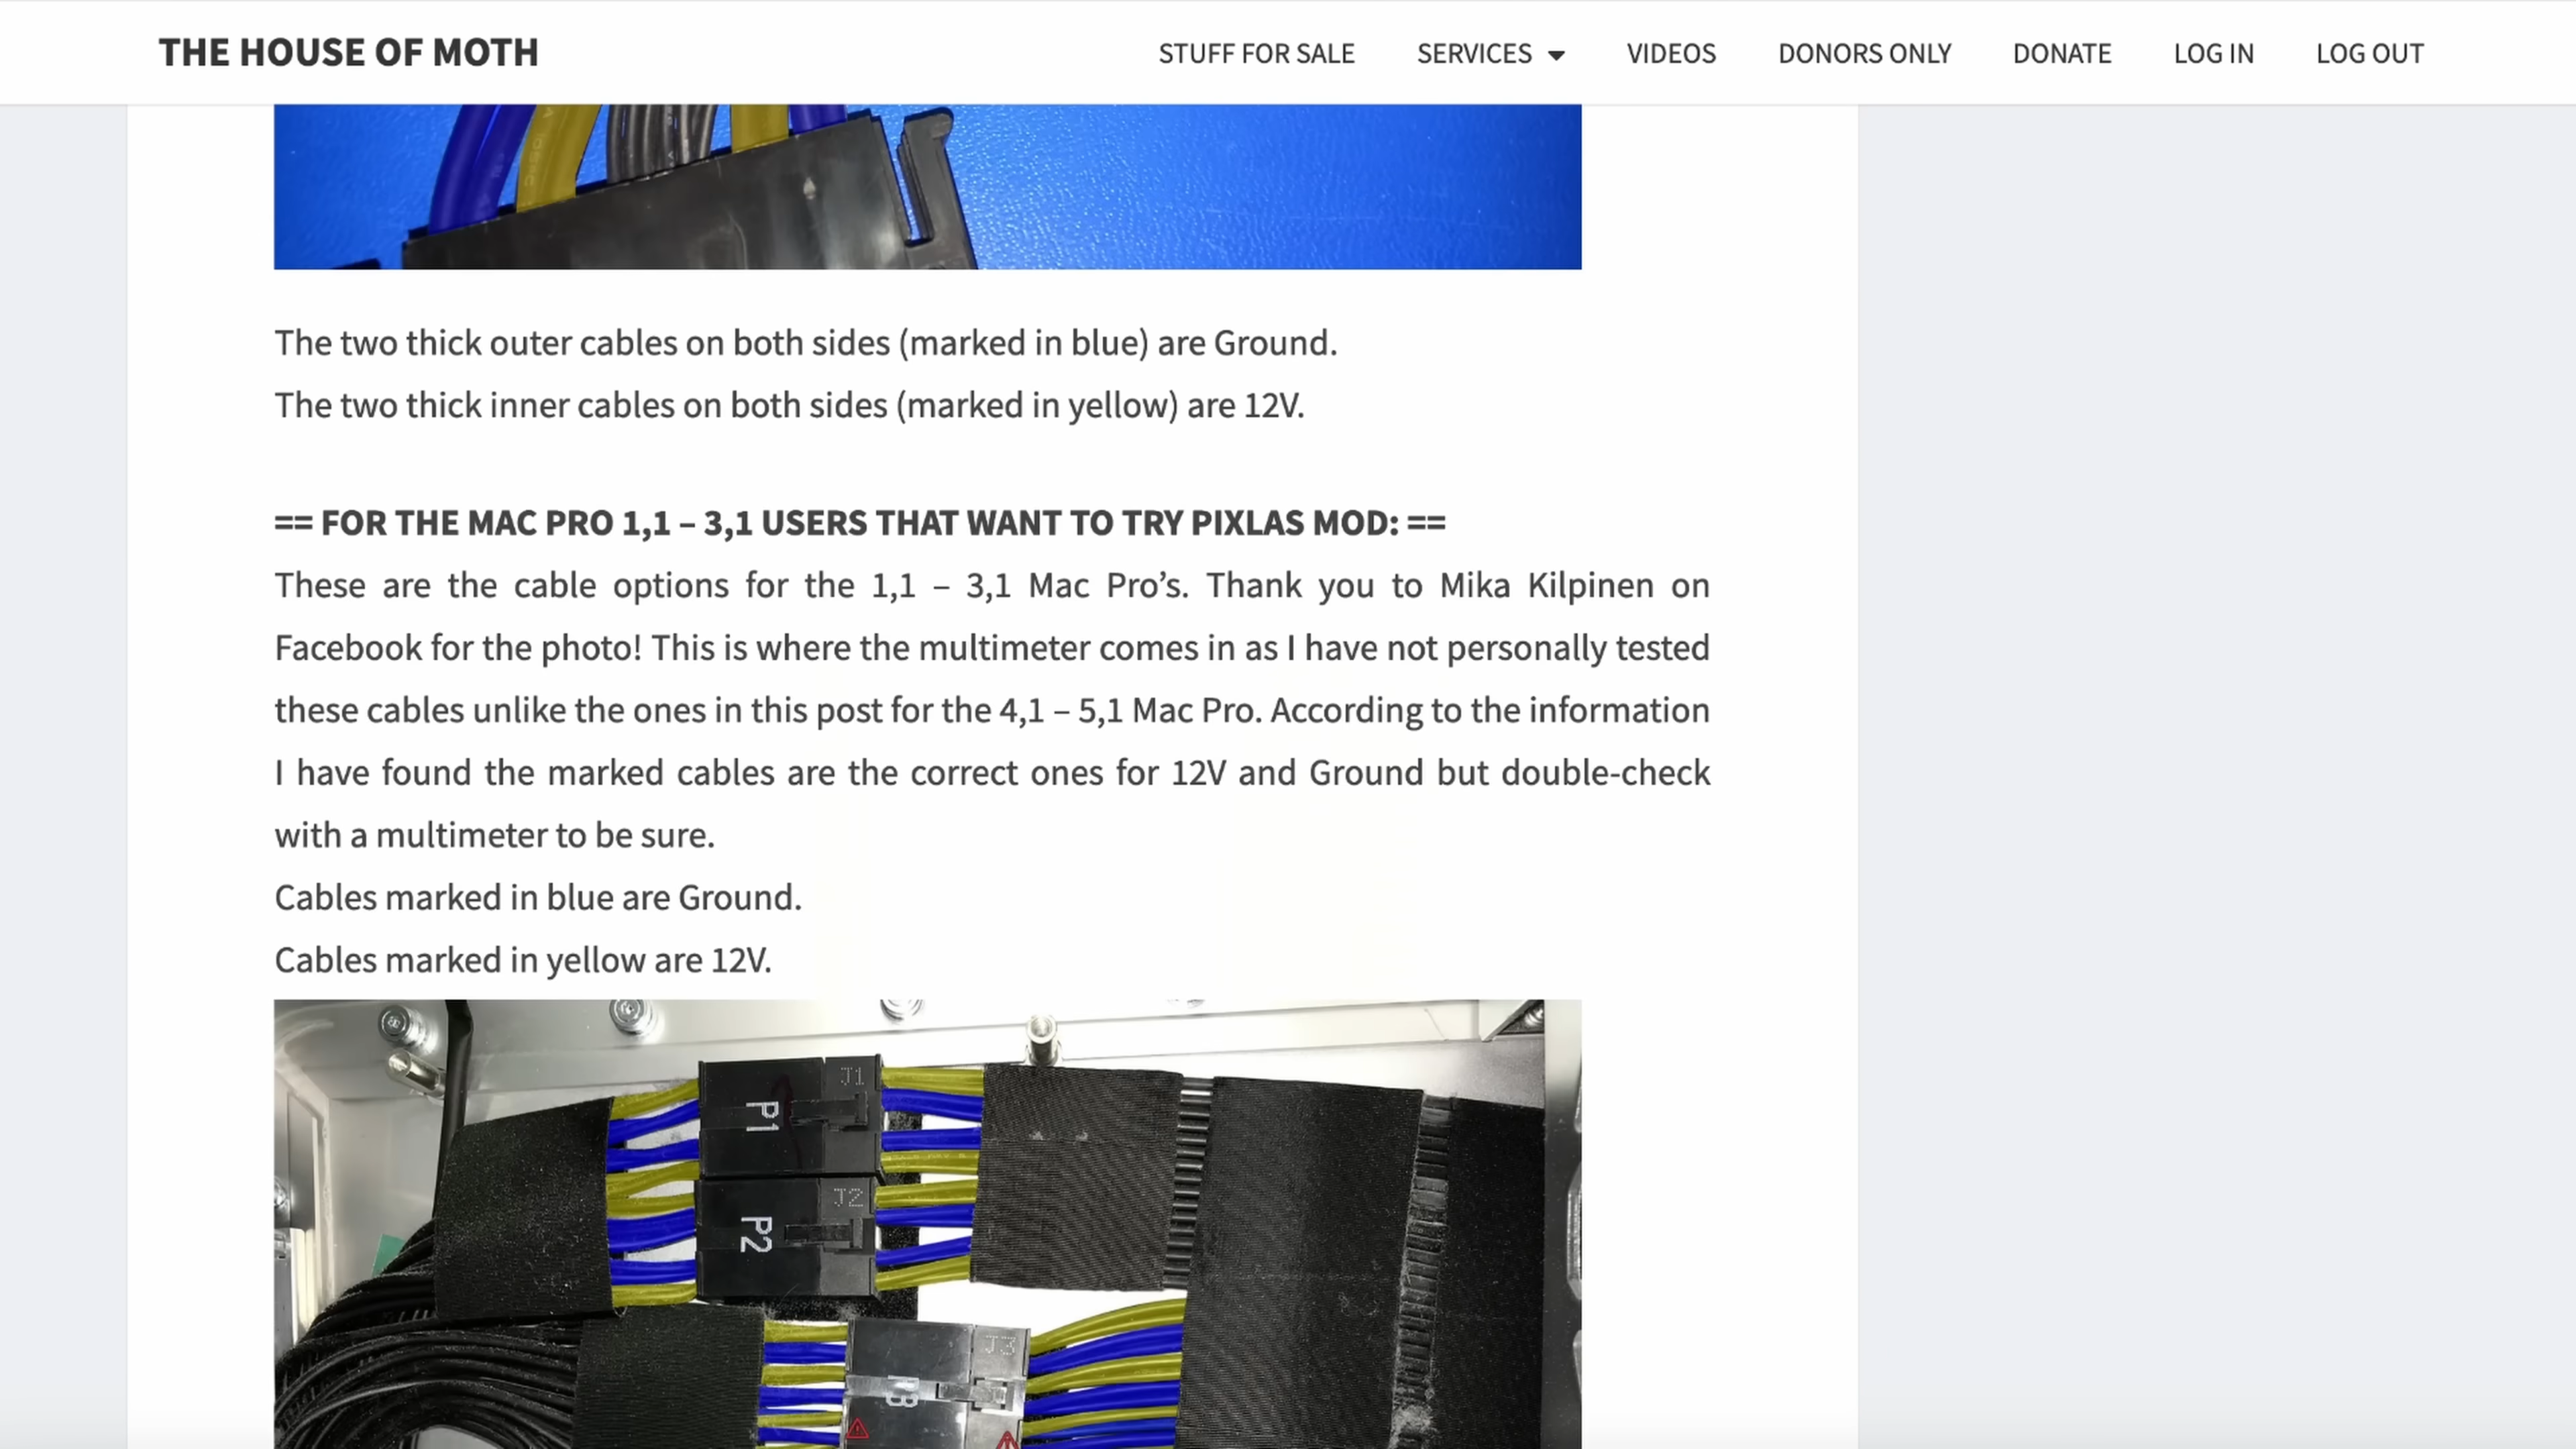 THE HOUSE OF MOTH
STUFF FOR SALE SERVICES VIDEOS DONORS ONLY DONATE LOG IN LOG OUT
The two thick outer cables on both sides (marked in blue) are Ground.
The two thick inner cables on both sides (marked in yellow) are 12V.
== FOR THE MAC PRO 1,1 – 3,1 USERS THAT WANT TO TRY PIXLAS MOD: ==
These are the cable options for the 1,1 – 3,1 Mac Pro’s. Thank you to Mika Kilpinen on
Facebook for the photo! This is where the multimeter comes in as I have not personally tested
these cables unlike the ones in this post for the 4,1 – 5,1 Mac Pro. According to the information
I have found the marked cables are the correct ones for 12V and Ground but double-check
with a multimeter to be sure.
Cables marked in blue are Ground.
Cables marked in yellow are 12V.
J1
P1
J2
P2
J3